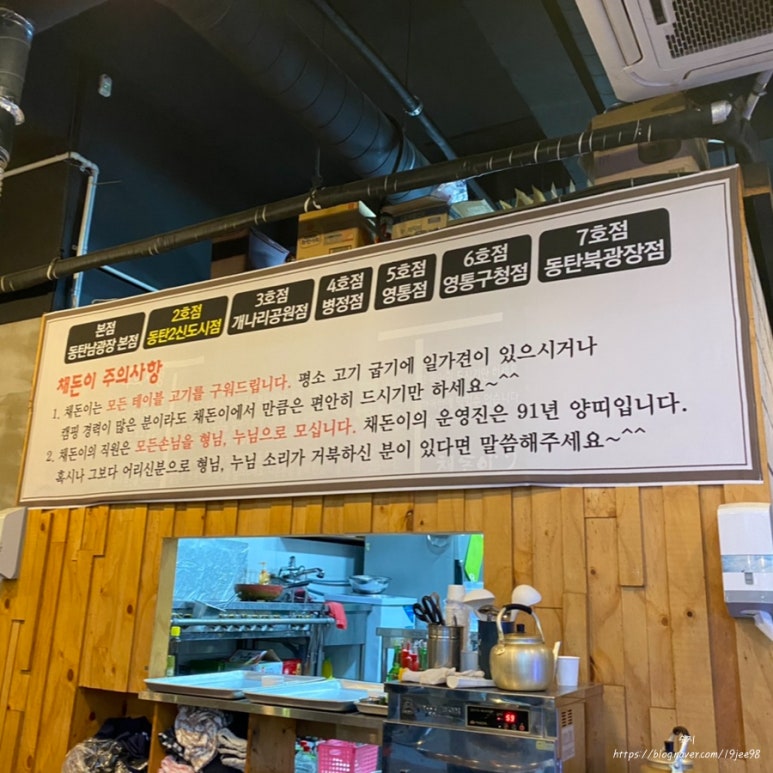 본점
동탄남광장 본점
2호점
동탄2신도시점
3호점
개나리공원점
4호점
병점점
5호점
영통점
6호점
영통구청점
7호점
동탄북광장점
채돈이 주의사항
1. 채돈이는 모든 테이블 고기를 구워드립니다. 평소 고기 굽기에 일가견이 있으시거나
캠핑 경력이 많은 분이라도 채돈이에서 만큼은 편안히 드시기만 하세요~^^
2. 채돈이의 직원은 모든손님을 형님, 누님으로 모십니다. 채돈이의 운영진은 91년 양띠입니다.
혹시나 그보다 어리신분으로 형님, 누님 소리가 거북하신 분이 있다면 말씀해주세요~^^
59
https://blog.naver.com/19jee98